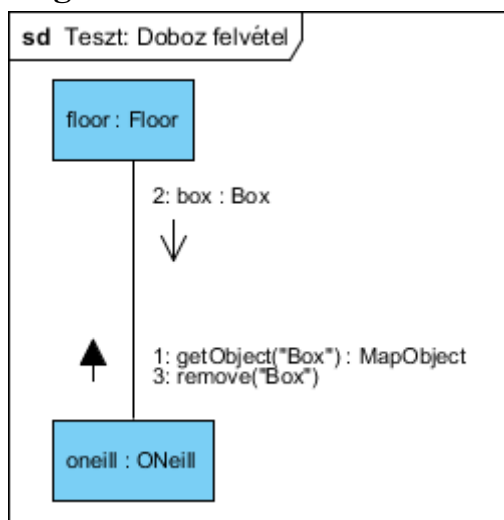 sd Teszt: Doboz felvétel
floor : Floor
2: box : Box
1: getObject("Box") : MapObject
3: remove("Box")
oneill : ONeill